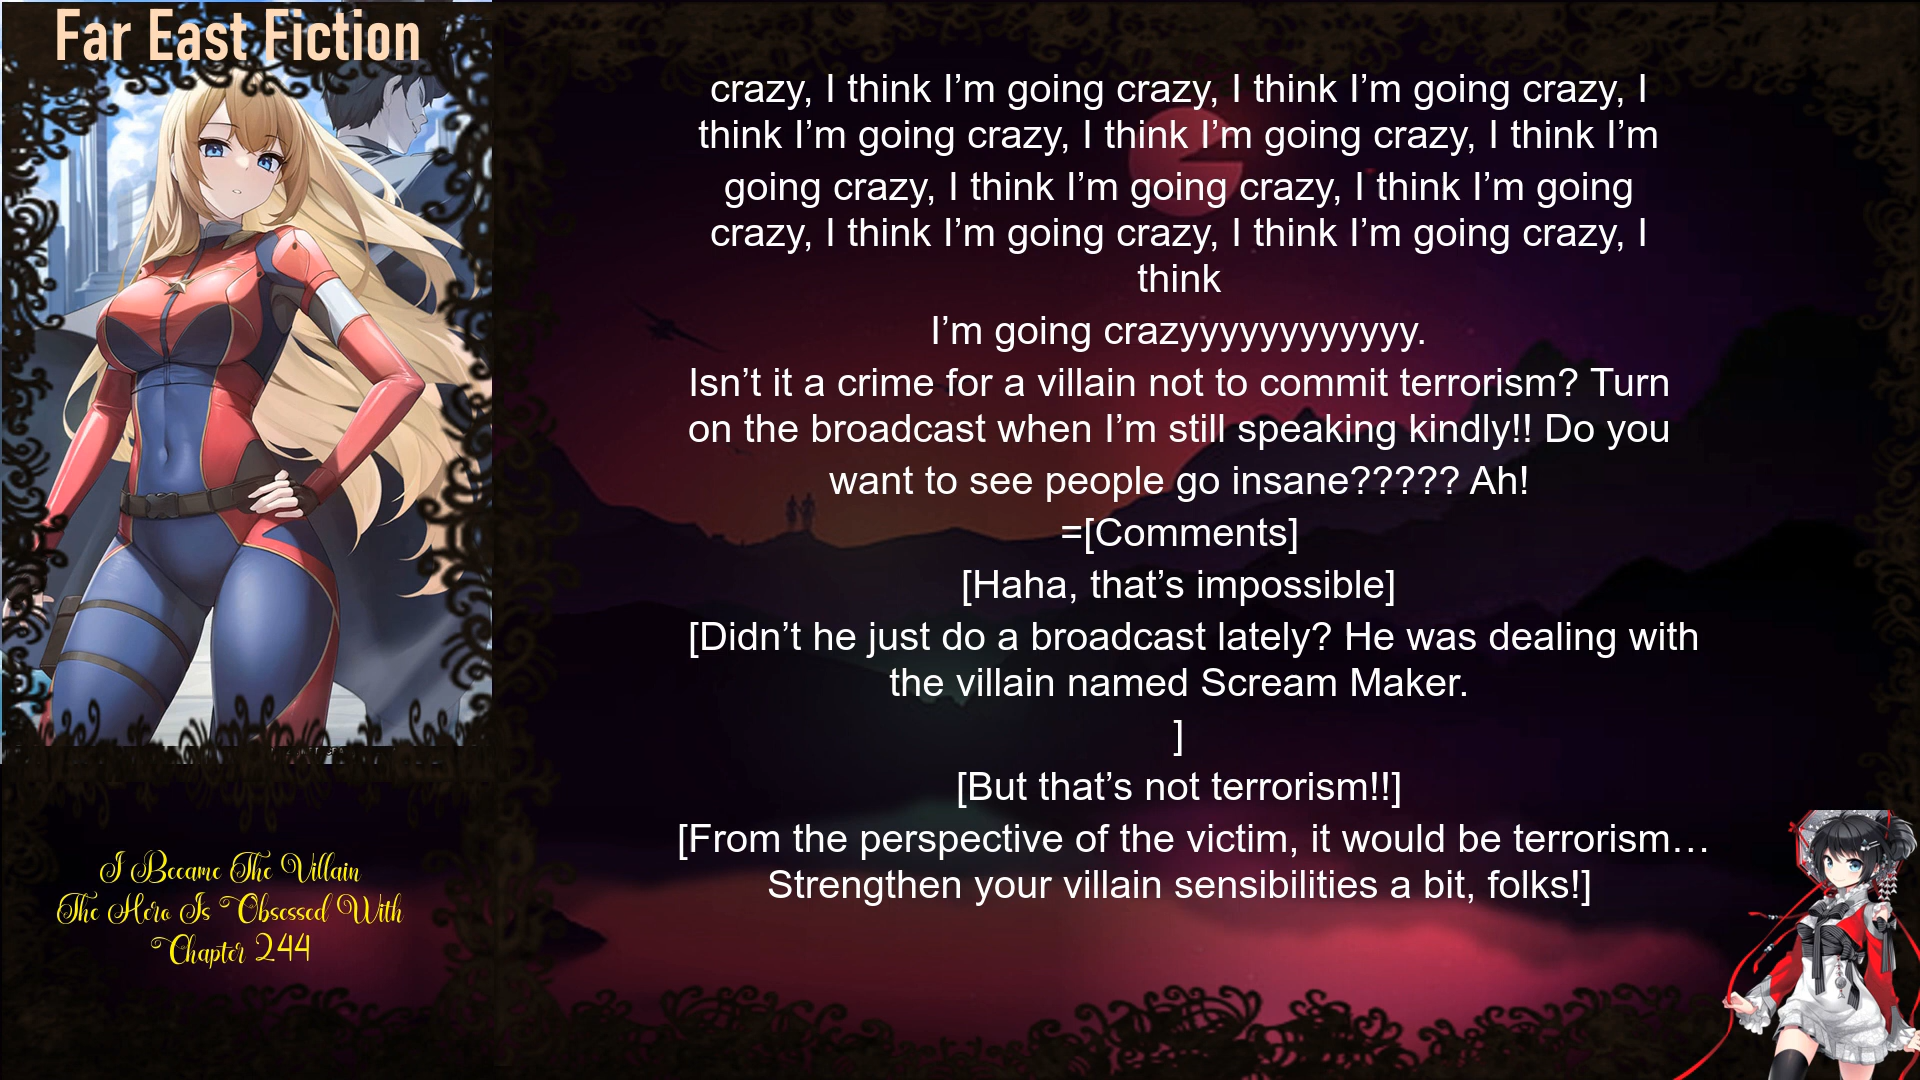 Far East Fiction
crazy, I think I’m going crazy, I think I’m going crazy, I
think I’m going crazy, I think I’m going crazy, I think I’m
going crazy, I think I’m going crazy, I think I’m going
crazy, I think I’m going crazy, I think I’m going crazy, I
think
I’m going crazyyyyyyyyyyyy.
Isn’t it a crime for a villain not to commit terrorism? Turn
on the broadcast when I’m still speaking kindly!! Do you
want to see people go insane????? Ah!
=[Comments]
[Haha, that’s impossible]
[Didn’t he just do a broadcast lately? He was dealing with
the villain named Scream Maker.
]
[But that’s not terrorism!!]
[From the perspective of the victim, it would be terrorism…
Strengthen your villain sensibilities a bit, folks!]
I Became The Villain
The Hero Is Obsessed With
Chapter 244